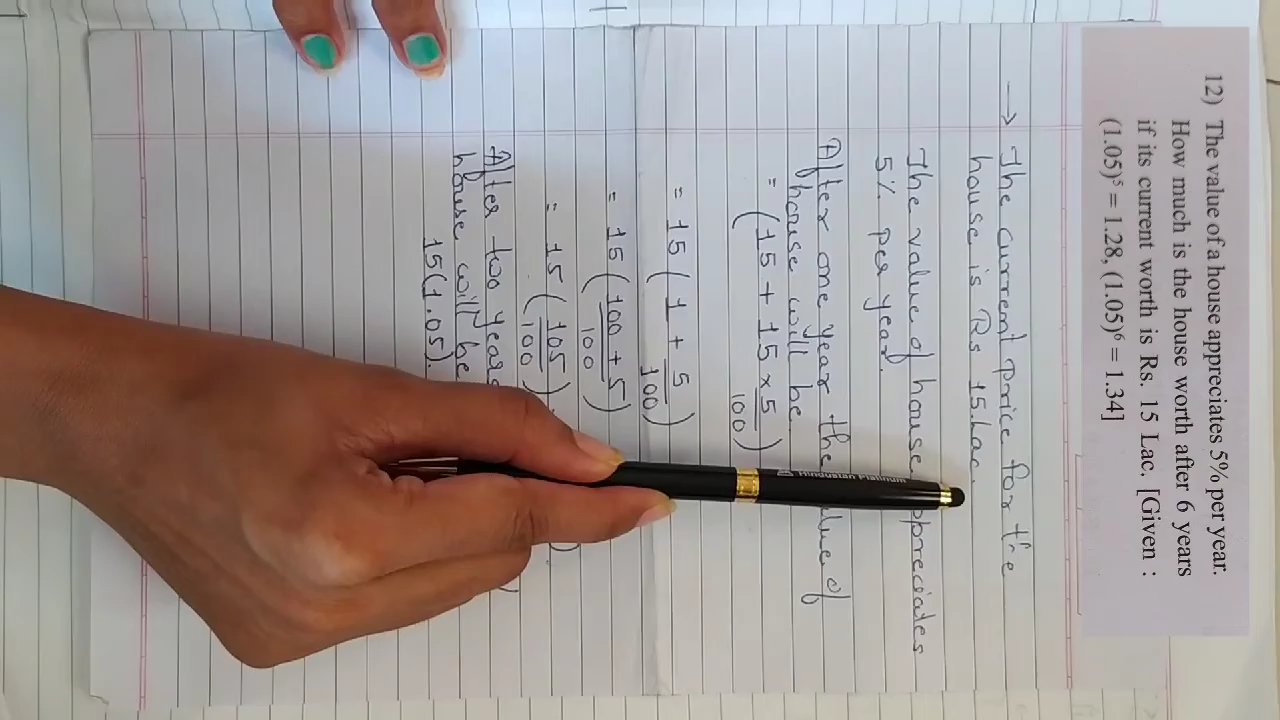 12) The value of a house appreciates 5% per year.
How much is the house worth after 6 years
if its current worth is Rs. 15 Lac. [Given :
(1.05)⁵ = 1.28, (1.05)⁶ = 1.34]
→ The current price for the
house is Rs 15 Lac.
The value of house appreciates
5% per year.
After one year the value of
house will be
= (15 + 15 × 5/100)
= 15 (1 + 5/100)
= 15 (100 + 5/100)
= 15 (105/100)
After two years
house will be
15(1.05)
Hindustan Platinum